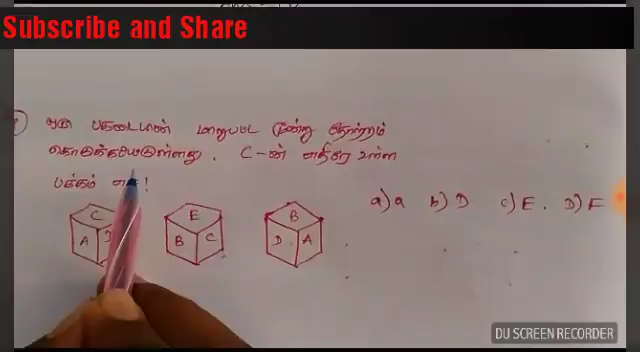 Subscribe and Share
ஒரு பகடையின் மாறுபட்ட மூன்று தோற்றம்
கொடுக்கப்பட்டுள்ளது. C-ன் எதிரே உள்ள
பக்கம் எது!
a) a b) D c) E. D) F
C A D
E B C
B D A
DU SCREEN RECORDER